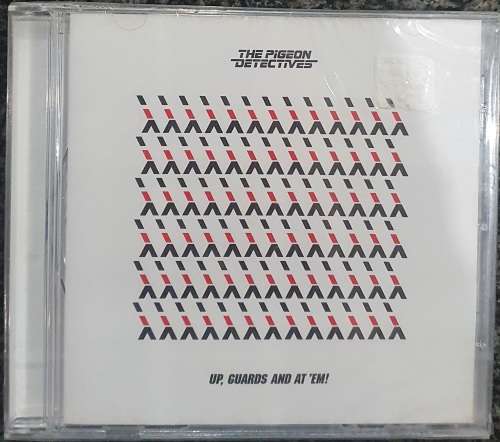 THE PIGEON
DETECTIVES
UP, GUARDS AND AT 'EM!